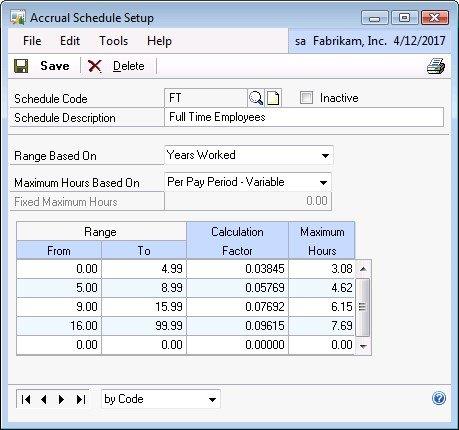 Accrual Schedule Setup
File Edit Tools Help sa Fabrikam, Inc. 4/12/2017
Save Delete
Schedule Code FT Inactive
Schedule Description Full Time Employees
Range Based On Years Worked
Maximum Hours Based On Per Pay Period - Variable
Fixed Maximum Hours 0.00
Range Calculation Maximum
From To Factor Hours
0.00 4.99 0.03845 3.08
5.00 8.99 0.05769 4.62
9.00 15.99 0.07692 6.15
16.00 99.99 0.09615 7.69
0.00 0.00 0.00000 0.00
by Code